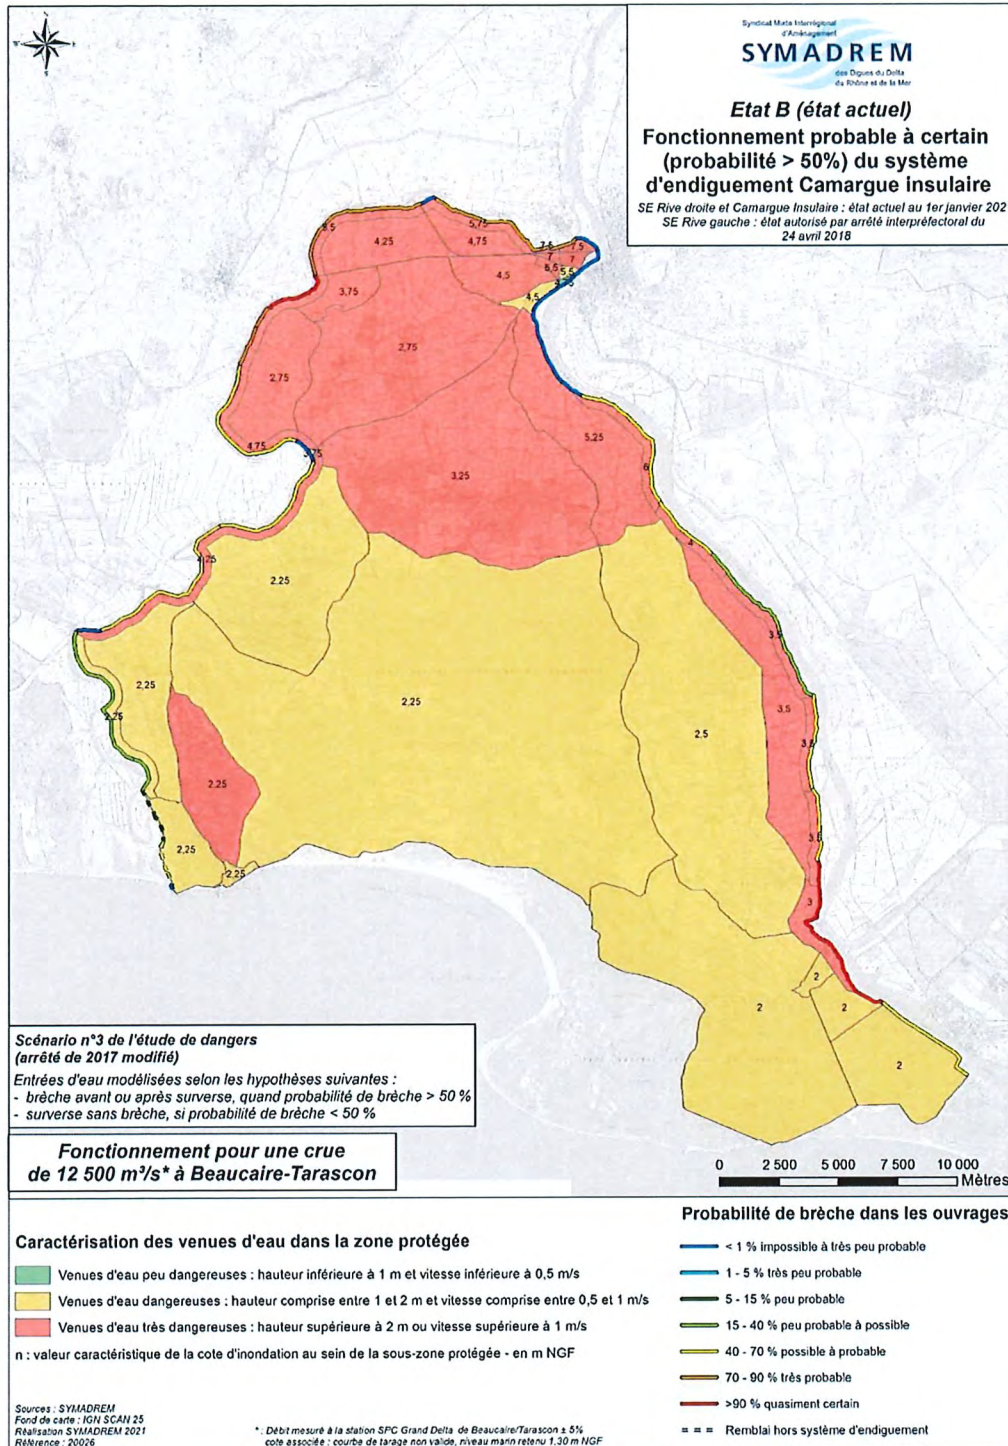 Syndicat Mixte Interrégional
d'Aménagement
SYMADREM
des Digues du Delta
du Rhône et de la Mer
Etat B (état actuel)
Fonctionnement probable à certain
(probabilité > 50%) du système
d'endiguement Camargue insulaire
SE Rive droite et Camargue Insulaire : état actuel au 1er janvier 202
SE Rive gauche : état autorisé par arrêté interpréfectoral du
24 avril 2018
5,75
4,25
4,75
7,5
7,5
7
7
5,5
5,5
4,5
4,5
3,75
2,75
2,75
4,75
5,25
6
3,25
4
4,25
2,25
3,5
2,25
2,25
2,25
3,5
2,5
3,5
2,25
3,5
2,25
2,25
3
2
2
2
2
Scénario n°3 de l'étude de dangers
(arrêté de 2017 modifié)
Entrées d'eau modélisées selon les hypothèses suivantes :
- brèche avant ou après surverse, quand probabilité de brèche > 50 %
- surverse sans brèche, si probabilité de brèche < 50 %
Fonctionnement pour une crue
de 12 500 m³/s* à Beaucaire-Tarascon
0 2 500 5 000 7 500 10 000
Mètres
Caractérisation des venues d'eau dans la zone protégée
Venues d'eau peu dangereuses : hauteur inférieure à 1 m et vitesse inférieure à 0,5 m/s
Venues d'eau dangereuses : hauteur comprise entre 1 et 2 m et vitesse comprise entre 0,5 et 1 m/s
Venues d'eau très dangereuses : hauteur supérieure à 2 m ou vitesse supérieure à 1 m/s
n : valeur caractéristique de la cote d'inondation au sein de la sous-zone protégée - en m NGF
Probabilité de brèche dans les ouvrages
< 1 % impossible à très peu probable
1 - 5 % très peu probable
5 - 15 % peu probable
15 - 40 % peu probable à possible
40 - 70 % possible à probable
70 - 90 % très probable
>90 % quasiment certain
Remblai hors système d'endiguement
Sources : SYMADREM
Fond de carte : IGN SCAN 25
Réalisation SYMADREM 2021
Référence : 20026
* : Débit mesuré à la station SPC Grand Delta de Beaucaire/Tarascon ± 5%
cote associée : courbe de tarage non valide, niveau marin retenu 1,30 m NGF